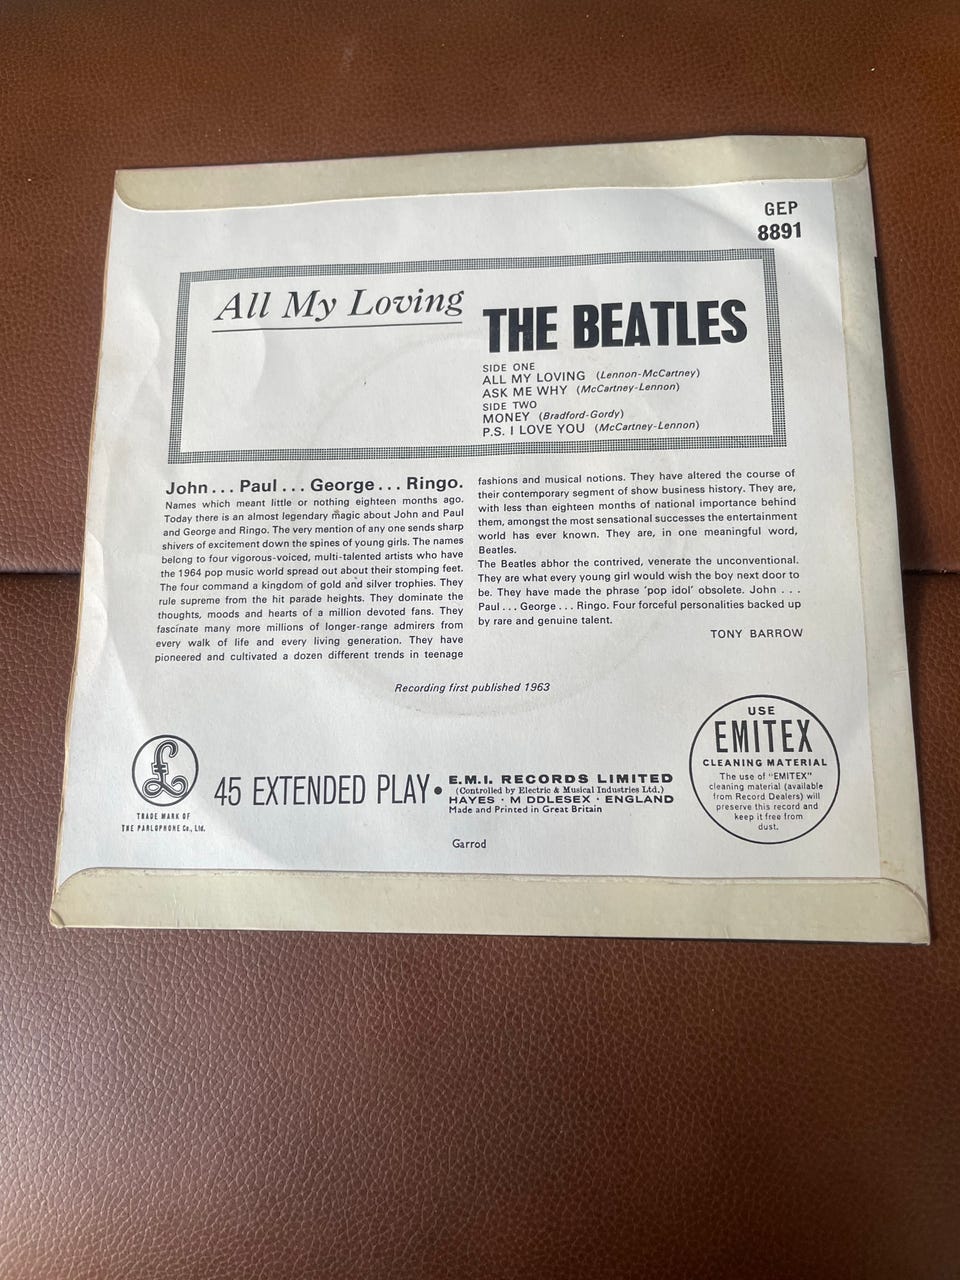 GEP
8891
All My Loving
THE BEATLES
SIDE ONE
ALL MY LOVING (Lennon-McCartney)
ASK ME WHY (McCartney-Lennon)
SIDE TWO
MONEY (Bradford-Gordy)
P.S. I LOVE YOU (McCartney-Lennon)
John... Paul... George... Ringo.
Names which meant little or nothing eighteen months ago.
Today there is an almost legendary magic about John and Paul
and George and Ringo. The very mention of any one sends sharp
shivers of excitement down the spines of young girls. The names
belong to four vigorous-voiced, multi-talented artists who have
the 1964 pop music world spread out about their stomping feet.
The four command a kingdom of gold and silver trophies. They
rule supreme from the hit parade heights. They dominate the
thoughts, moods and hearts of a million devoted fans. They
fascinate many more millions of longer-range admirers from
every walk of life and every living generation. They have
pioneered and cultivated a dozen different trends in teenage
fashions and musical notions. They have altered the course of
their contemporary segment of show business history. They are,
with less than eighteen months of national importance behind
them, amongst the most sensational successes the entertainment
world has ever known. They are, in one meaningful word,
Beatles.
The Beatles abhor the contrived, venerate the unconventional.
They are what every young girl would wish the boy next door to
be. They have made the phrase 'pop idol' obsolete. John ...
Paul ... George ... Ringo. Four forceful personalities backed up
by rare and genuine talent.
TONY BARROW
Recording first published 1963
£
TRADE MARK OF
THE PARLOPHONE Co., Ltd.
45 EXTENDED PLAY •
E.M.I. RECORDS LIMITED
(Controlled by Electric & Musical Industries Ltd.)
HAYES · M DDLESEX · ENGLAND
Made and Printed in Great Britain
Garrod
USE
EMITEX
CLEANING MATERIAL
The use of "EMITEX"
cleaning material (available
from Record Dealers) will
preserve this record and
keep it free from
dust.